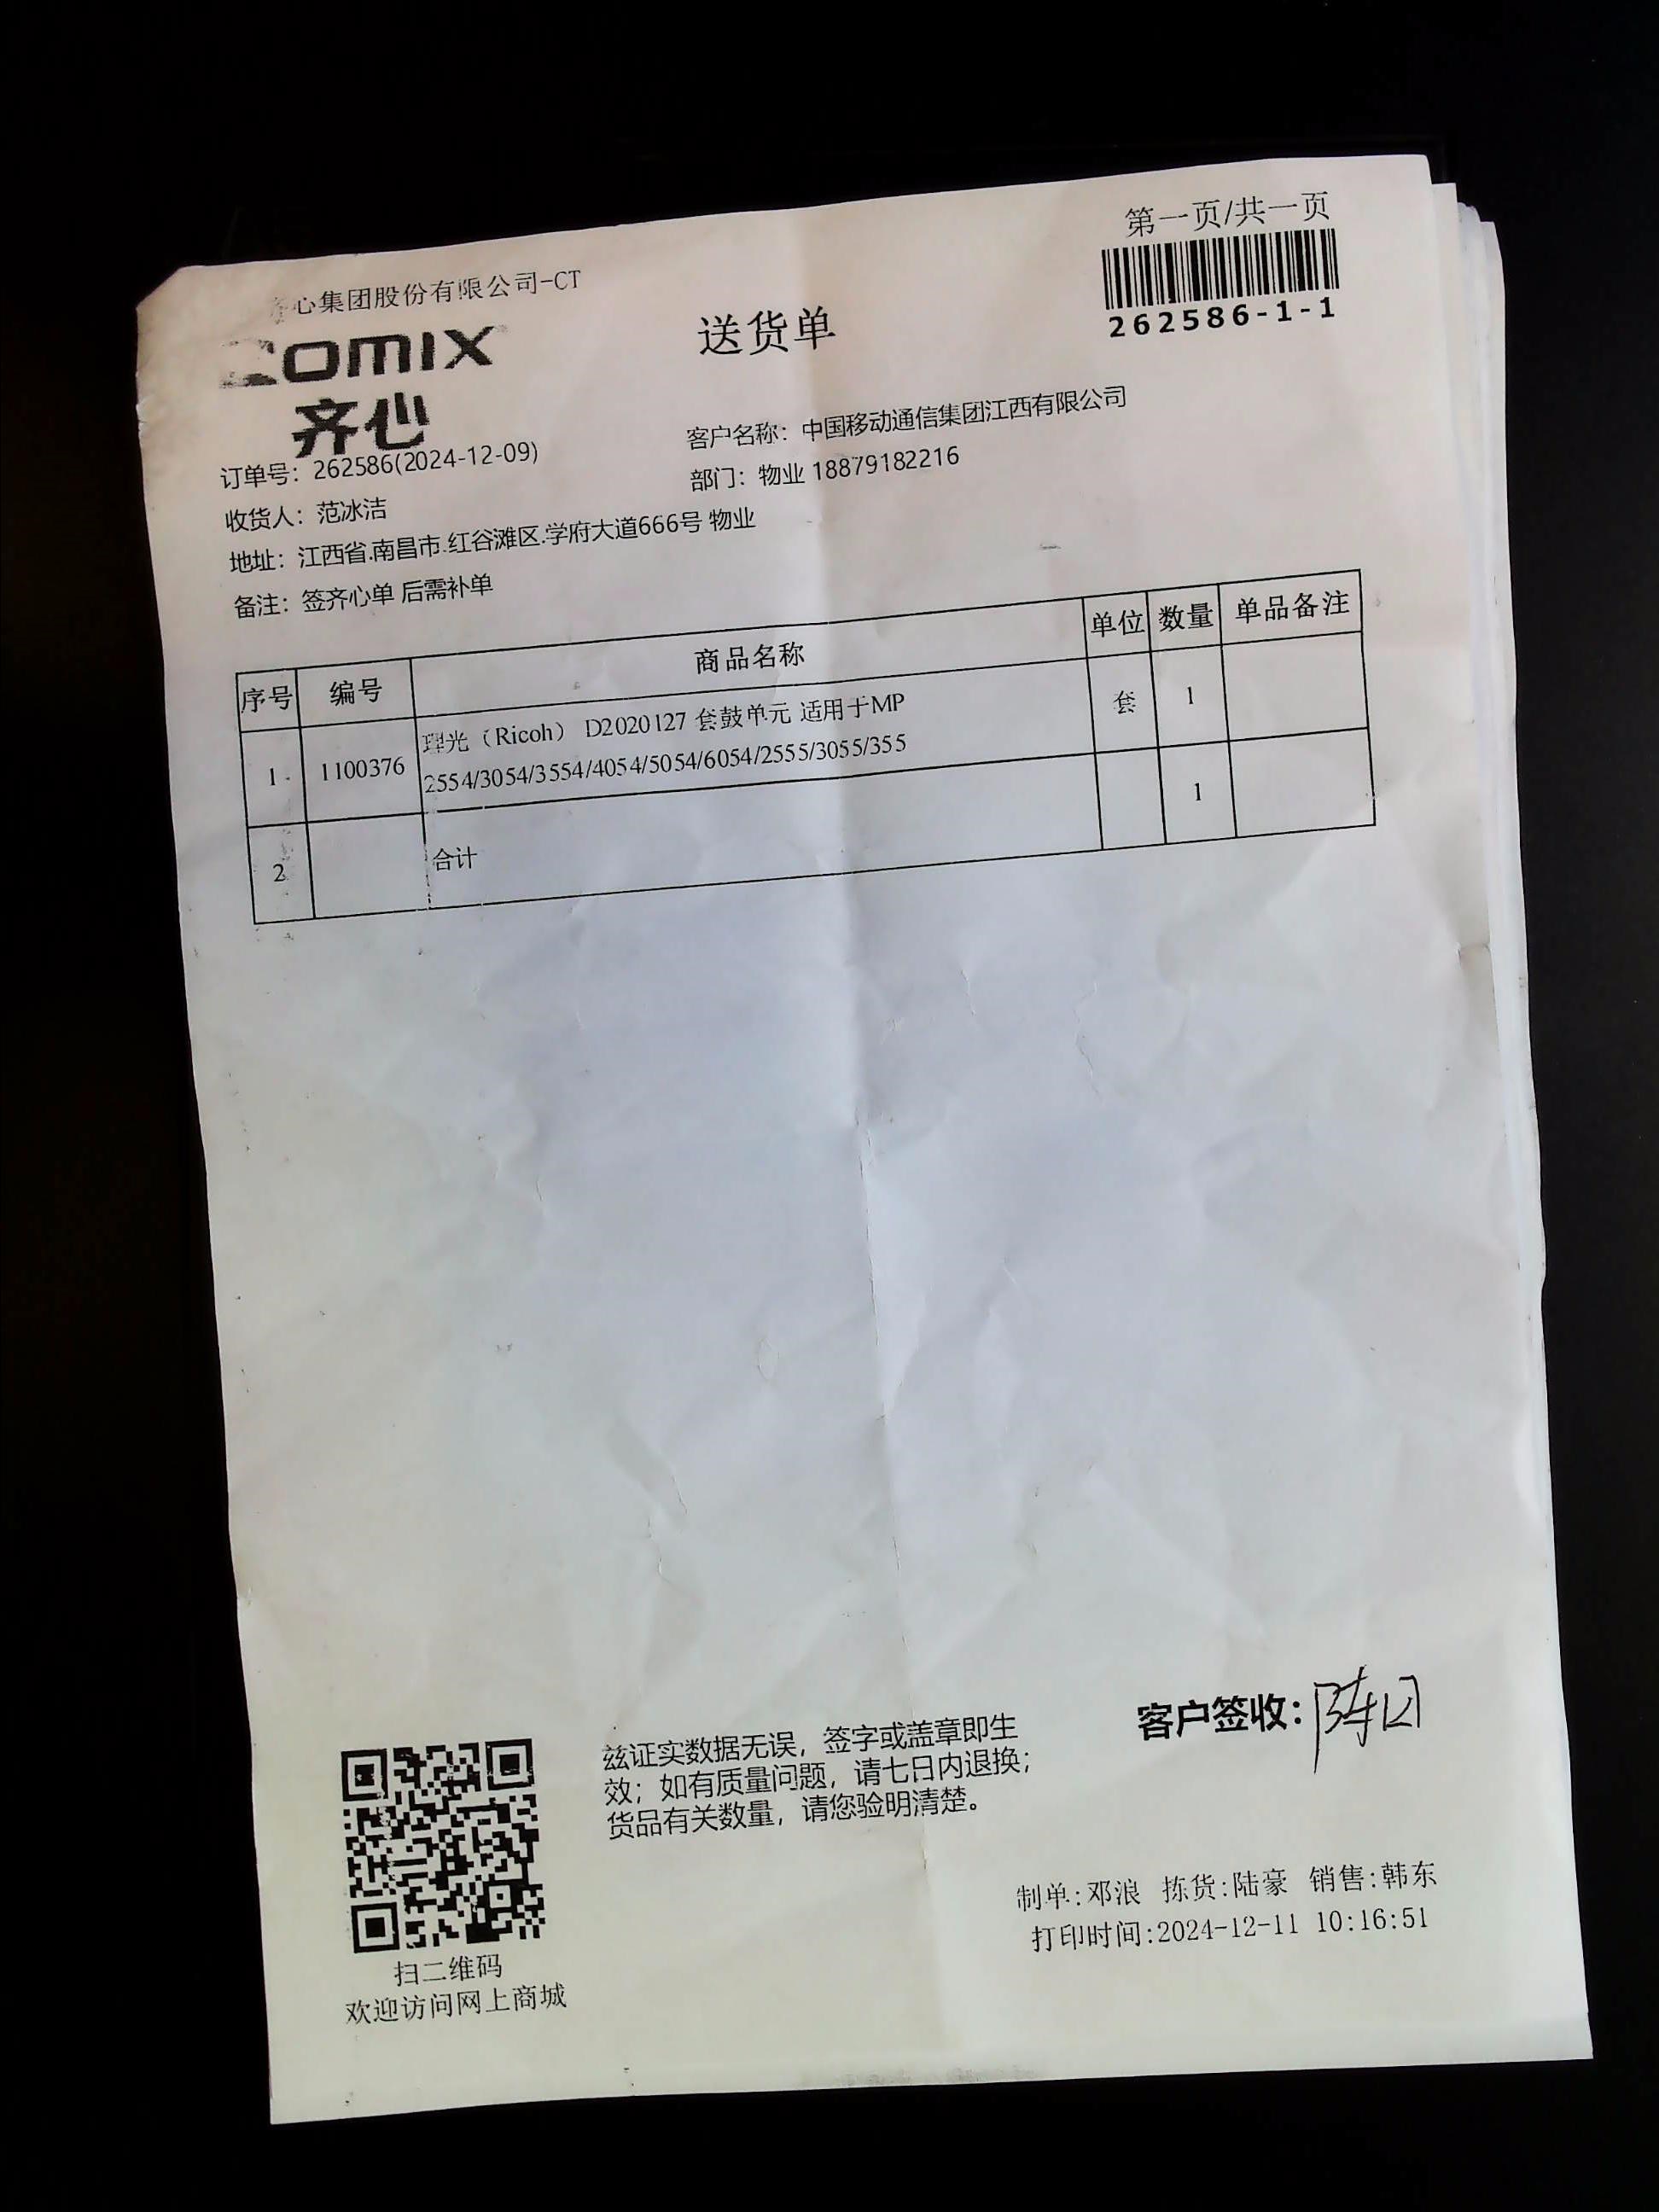 第一页/共一页
心集团股份有限公司-CT
262586-1-1
comix
齐心
送货单
订单号：262586(2024-12-09)
客户名称：中国移动通信集团江西有限公司
收货人：范冰洁
部门：物业 18879182216
地址：江西省.南昌市.红谷滩区.学府大道666号 物业
备注：签齐心单 后需补单
序号 编号 商品名称 单位 数量 单品备注
1 1100376 理光（Ricoh） D2020127 套鼓单元 适用于MP 套 1
2554/3054/3554/4054/5054/6054/2555/3055/355
2 合计 1
客户签收：陈
兹证实数据无误，签字或盖章即生
效；如有质量问题，请七日内退换；
货品有关数量，请您验明清楚。
制单:邓浪 拣货:陆豪 销售:韩东
打印时间:2024-12-11 10:16:51
扫二维码
欢迎访问网上商城